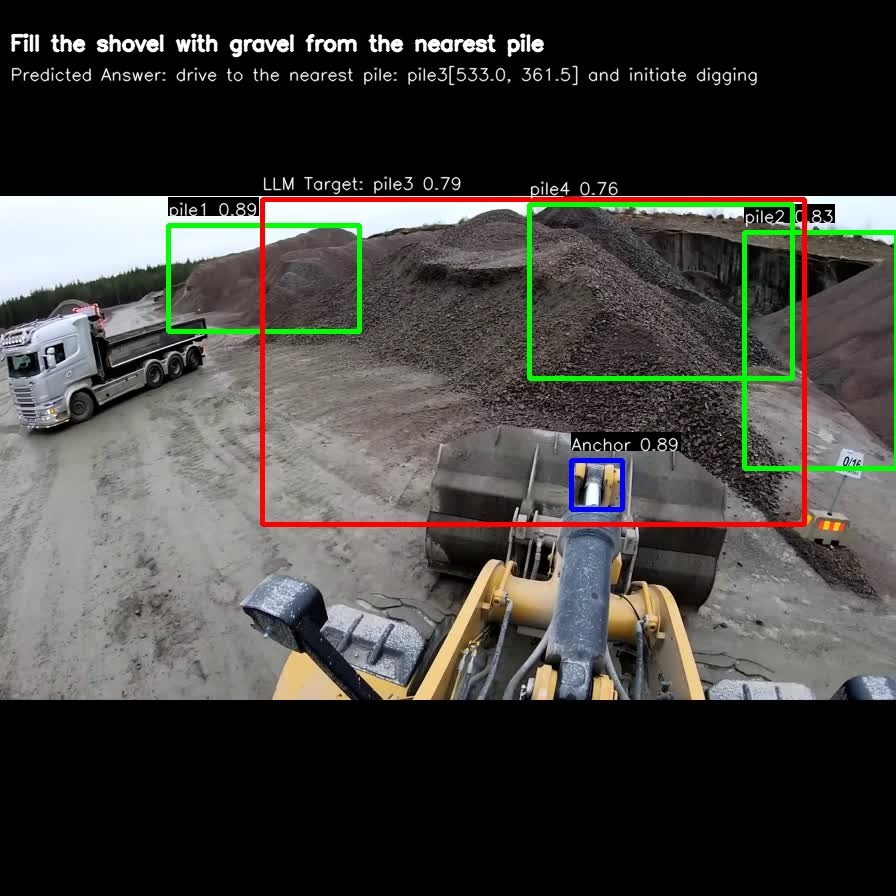 Fill the shovel with gravel from the nearest pile
Predicted Answer: drive to the nearest pile: pile3[533.0, 361.5] and initiate digging
LLM Target: pile3 0.79
pile4 0.76
pile1 0.89
pile2 0.83
Anchor 0.89
0/16